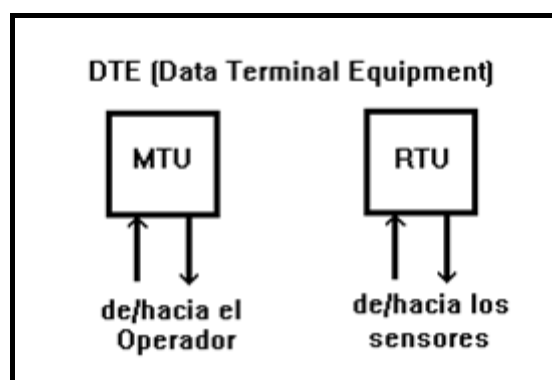 DTE (Data Terminal Equipment)
MTU
RTU
de/hacia el
Operador
de/hacia los
sensores